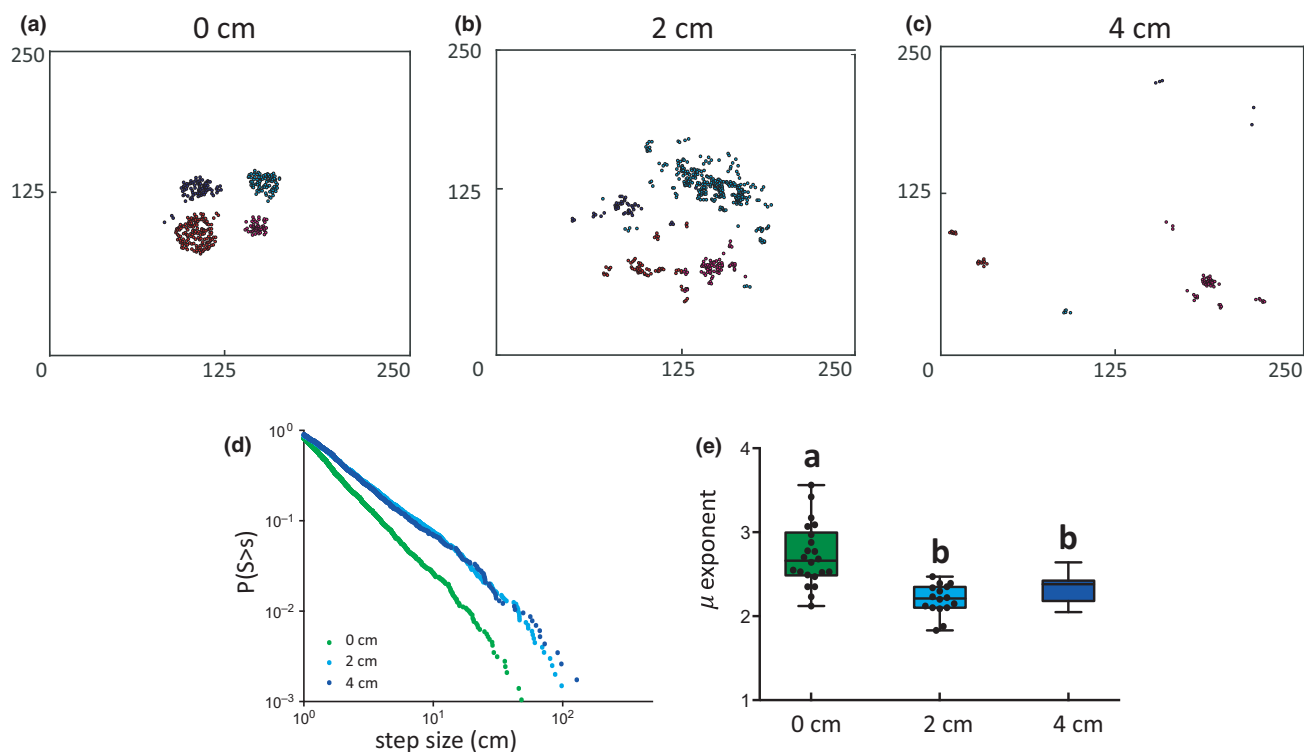 (a) 0 cm
250
125
0 125 250
(b) 2 cm
250
125
0 125 250
(c) 4 cm
250
125
0 125 250
(d)
10⁰
10⁻¹
10⁻²
10⁻³
P(S>s)
0 cm
2 cm
4 cm
10⁰ 10¹ 10²
step size (cm)
(e)
4
3
2
1
μ exponent
a
b
b
0 cm 2 cm 4 cm